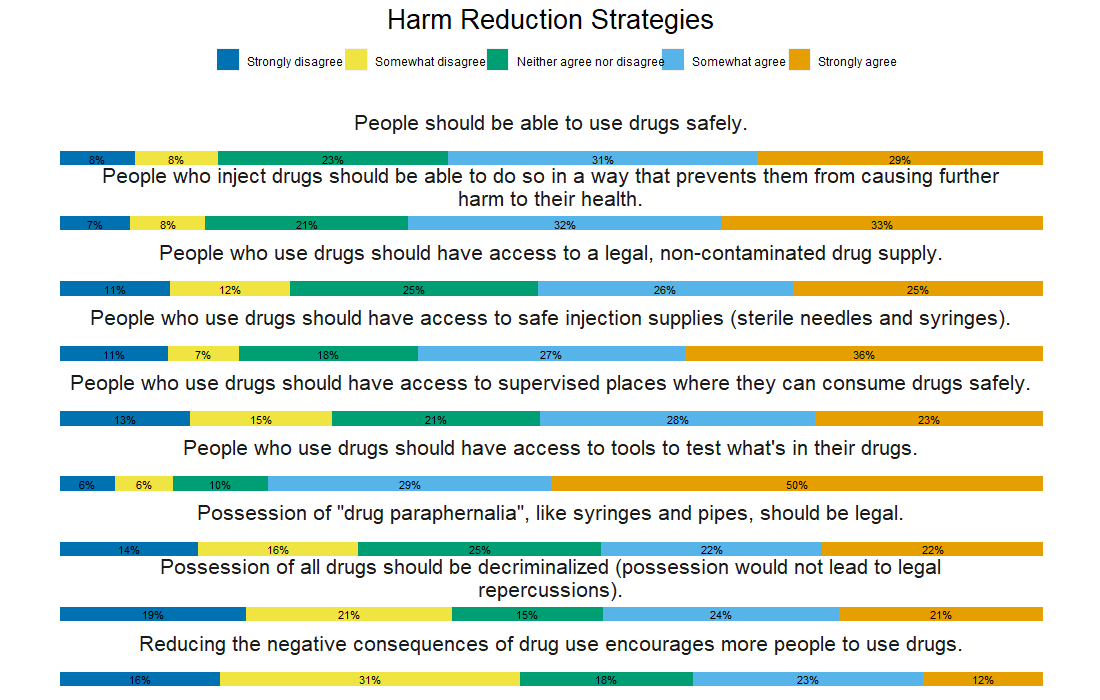 Harm Reduction Strategies
Strongly disagree Somewhat disagree Neither agree nor disagree Somewhat agree Strongly agree
People should be able to use drugs safely.
8% 8% 23% 31% 29%
People who inject drugs should be able to do so in a way that prevents them from causing further
harm to their health.
7% 8% 21% 32% 33%
People who use drugs should have access to a legal, non-contaminated drug supply.
11% 12% 25% 26% 25%
People who use drugs should have access to safe injection supplies (sterile needles and syringes).
11% 7% 18% 27% 36%
People who use drugs should have access to supervised places where they can consume drugs safely.
13% 15% 21% 28% 23%
People who use drugs should have access to tools to test what's in their drugs.
6% 6% 10% 29% 50%
Possession of "drug paraphernalia", like syringes and pipes, should be legal.
14% 16% 25% 22% 22%
Possession of all drugs should be decriminalized (possession would not lead to legal
repercussions).
19% 21% 15% 24% 21%
Reducing the negative consequences of drug use encourages more people to use drugs.
16% 31% 18% 23% 12%